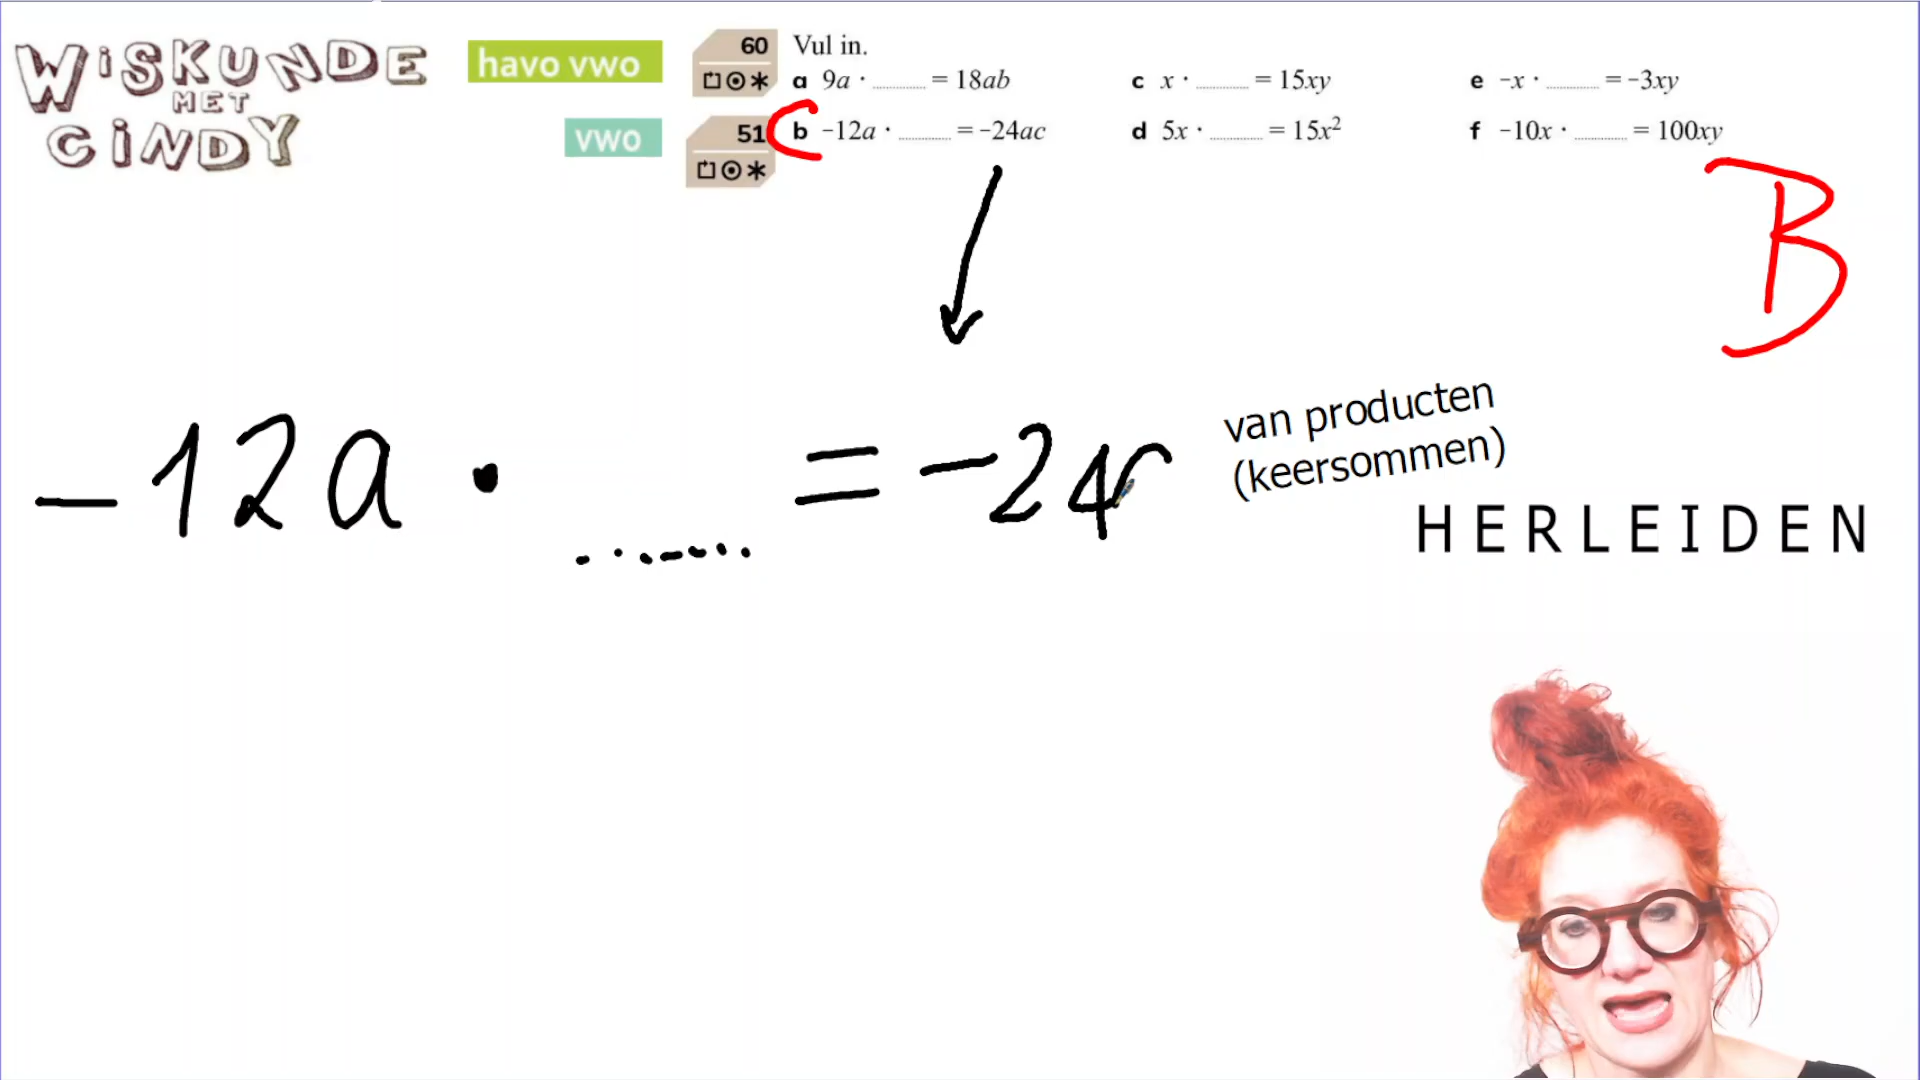 WiSKUNDE
MET
CiNDY
havo vwo
vwo
60
51
Vul in.
a 9a · ............ = 18ab
b -12a · ............ = -24ac
c x · ............ = 15xy
d 5x · ............ = 15x²
e -x · ............ = -3xy
f -10x · ............ = 100xy
B
-12a · ......... = -24
van producten
(keersommen)
HERLEIDEN